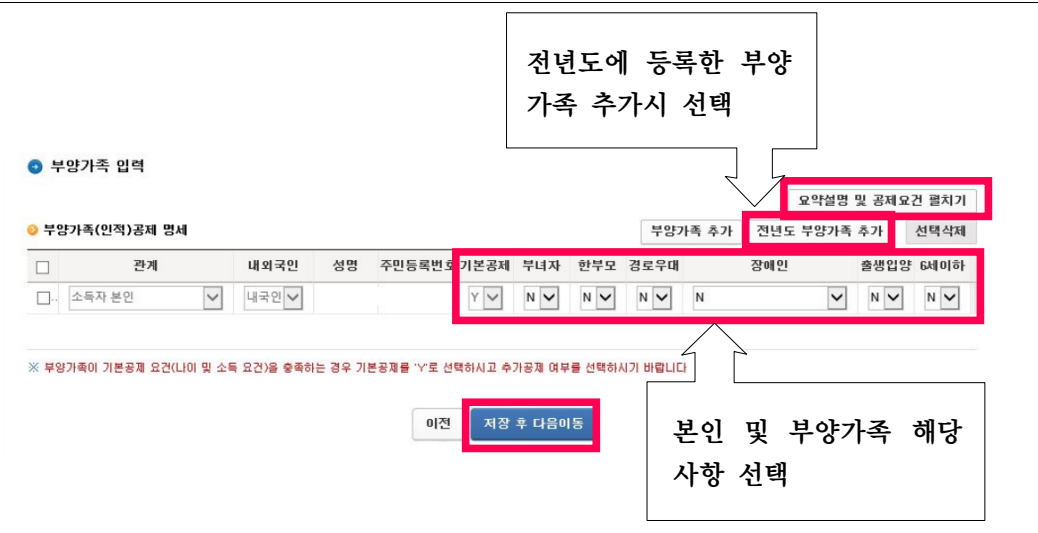 전년도에 등록한 부양
가족 추가시 선택
부양가족 입력
요약설명 및 공제요건 펼치기
부양가족(인적)공제 명세
부양가족 추가 전년도 부양가족 추가 선택삭제
관계 내외국인 성명 주민등록번호 기본공제 부녀자 한부모 경로우대 장애인 출생입양 6세이하
소득자 본인 내국인 Y N N N N N N
※ 부양가족이 기본공제 요건(나이 및 소득 요건)을 충족하는 경우 기본공제를 'Y'로 선택하시고 추가공제 여부를 선택하시기 바랍니다
이전 저장 후 다음이동
본인 및 부양가족 해당
사항 선택